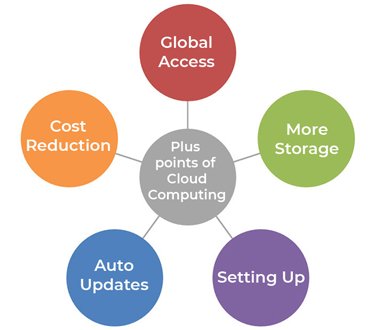 Global
Access
Cost
Reduction
More
Storage
Plus
points of
Cloud
Computing
Auto
Updates
Setting Up